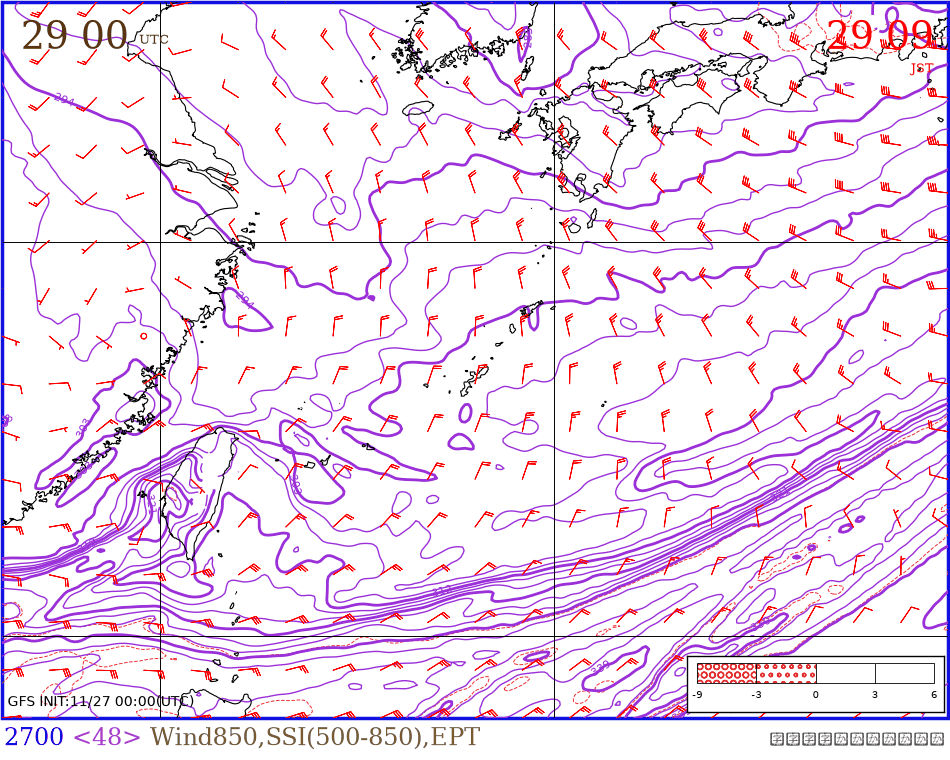 29 00 UTC
29 09
JST
294
294
303
GFS INIT:11/27 00:00(UTC)
-9 -3 0 3 6
2700 <48> Wind850,SSI(500-850),EPT